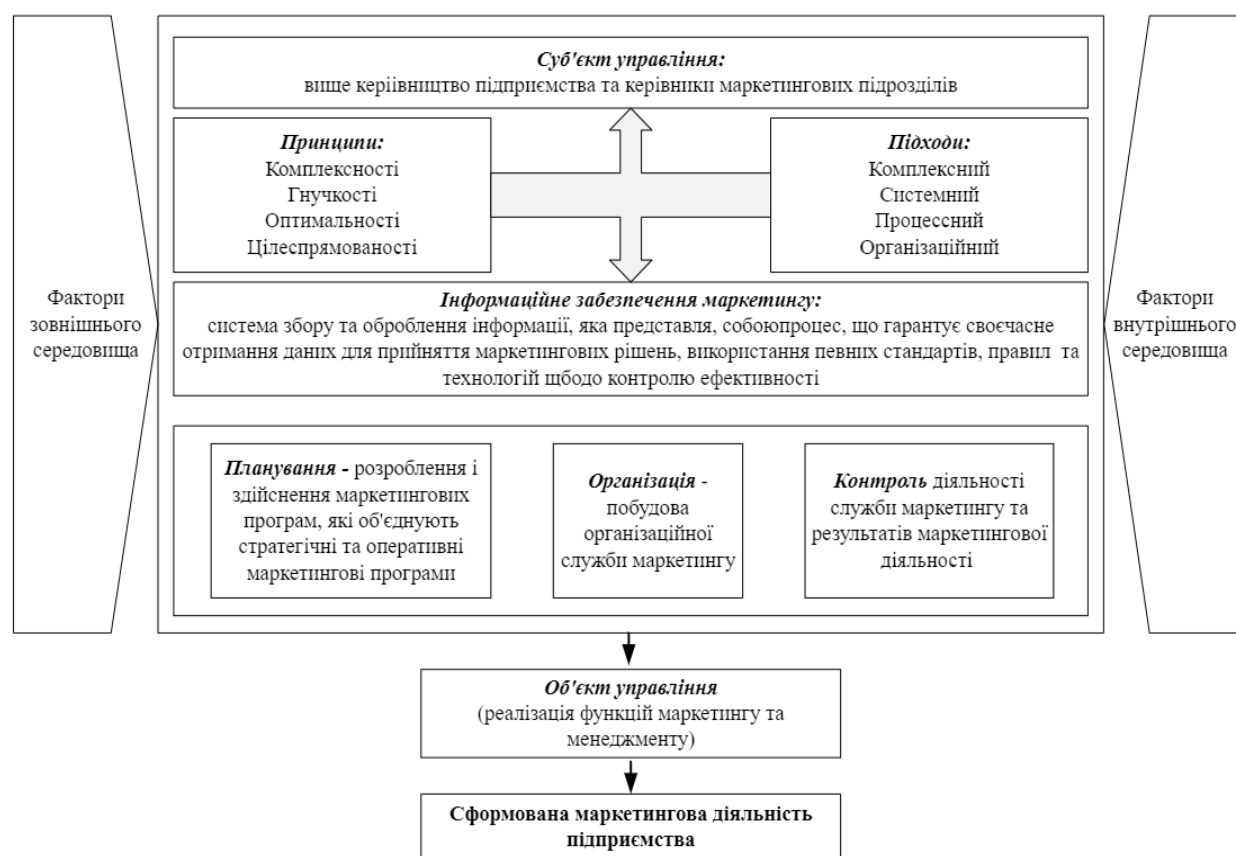 Суб'єкт управління:
вище керіівництво підприємства та керівники маркетингових підрозділів
Принципи:
Комплексності
Гнучкості
Оптимальності
Цілеспрямованості
Підходи:
Комплексний
Системний
Процессний
Організаційний
Фактори
зовнішнього
середовища
Інформаційне забезпечення маркетингу:
система збору та оброблення інформації, яка представля, собоюпроцес, що гарантує своєчасне
отримання даних для прийняття маркетингових рішень, використання певних стандартів, правил та
технологій щбодо контролю ефективності
Фактори
внутрішнього
середовища
Планування - розроблення і
здійснення маркетингових
програм, які об'єднують
стратегічні та оперативні
маркетингові програми
Організація -
побудова
організаційної
служби маркетингу
Контроль діяльності
служби маркетингу та
результатів маркетингової
діяльності
Об'єкт управління
(реалізація функцій маркетингу та
менеджменту)
Сформована маркетингова діяльність
підприємства